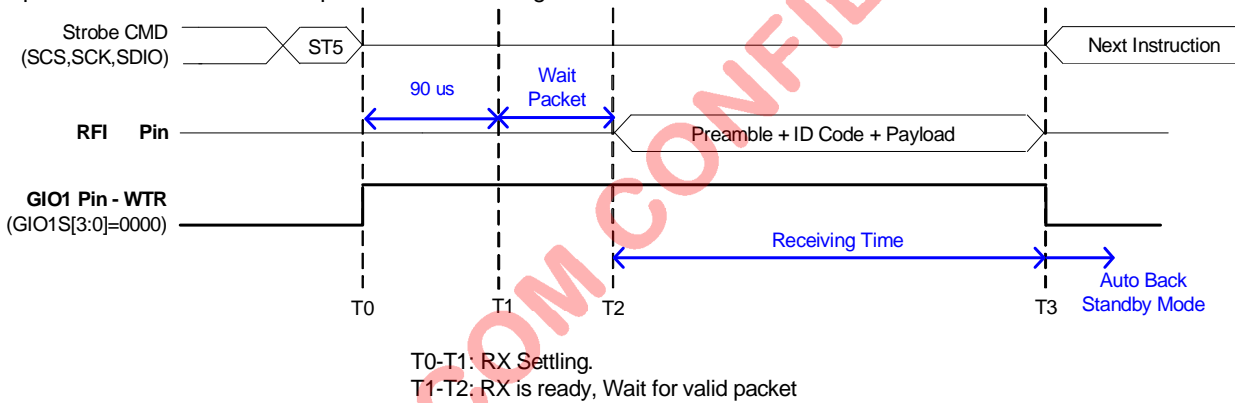 Strobe CMD
(SCS,SCK,SDIO)
ST5
Next Instruction
90 us
Wait
Packet
RFI Pin
Preamble + ID Code + Payload
GIO1 Pin - WTR
(GIO1S[3:0]=0000)
Receiving Time
Auto Back
Standby Mode
T0
T1
T2
T3
T0-T1: RX Settling.
T1-T2: RX is ready, Wait for valid packet
COM CONFI